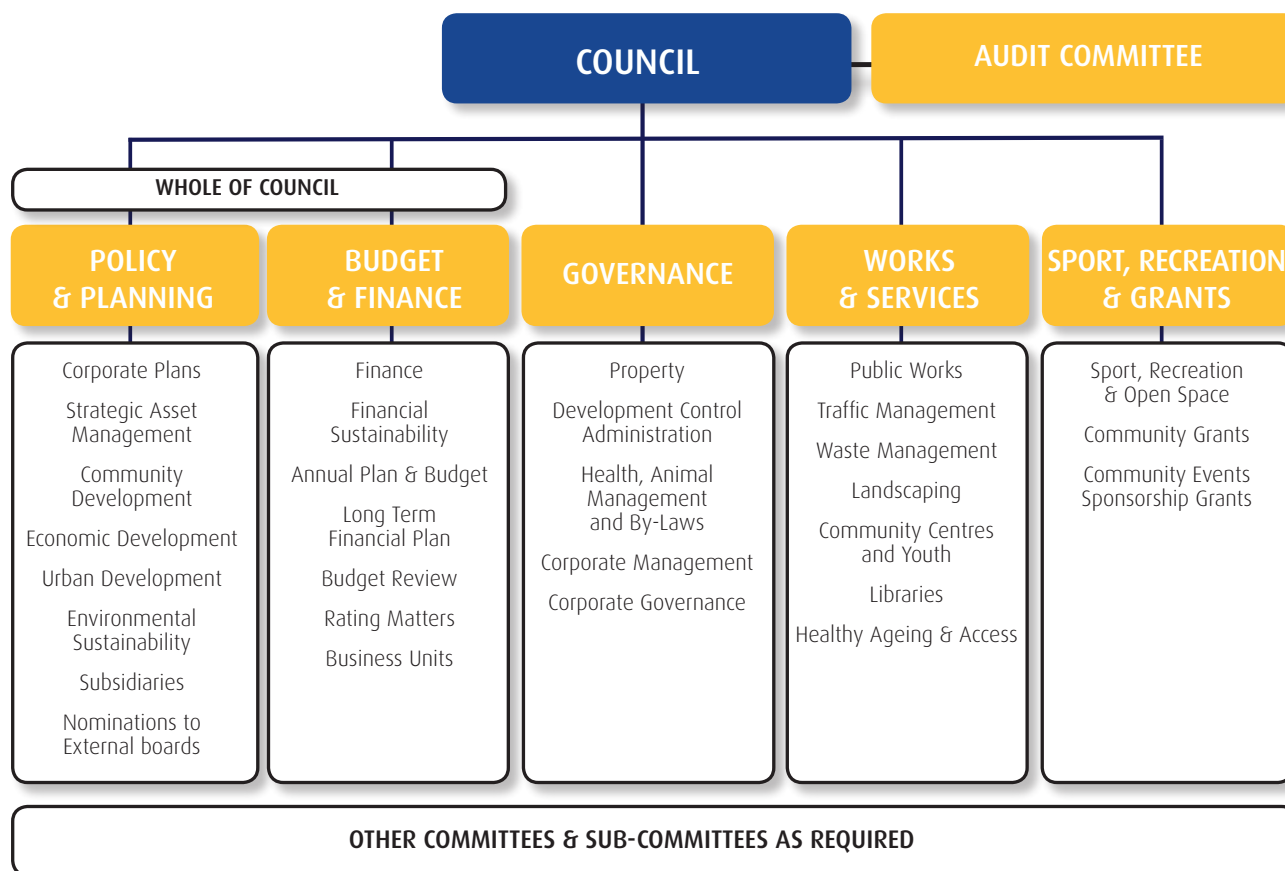 COUNCIL
AUDIT COMMITTEE
WHOLE OF COUNCIL
POLICY
& PLANNING
BUDGET
& FINANCE
GOVERNANCE
WORKS
& SERVICES
SPORT, RECREATION
& GRANTS
Corporate Plans
Strategic Asset
Management
Community
Development
Economic Development
Urban Development
Environmental
Sustainability
Subsidiaries
Nominations to
External boards
Finance
Financial
Sustainability
Annual Plan & Budget
Long Term
Financial Plan
Budget Review
Rating Matters
Business Units
Property
Development Control
Administration
Health, Animal
Management
and By-Laws
Corporate Management
Corporate Governance
Public Works
Traffic Management
Waste Management
Landscaping
Community Centres
and Youth
Libraries
Healthy Ageing & Access
Sport, Recreation
& Open Space
Community Grants
Community Events
Sponsorship Grants
OTHER COMMITTEES & SUB-COMMITTEES AS REQUIRED